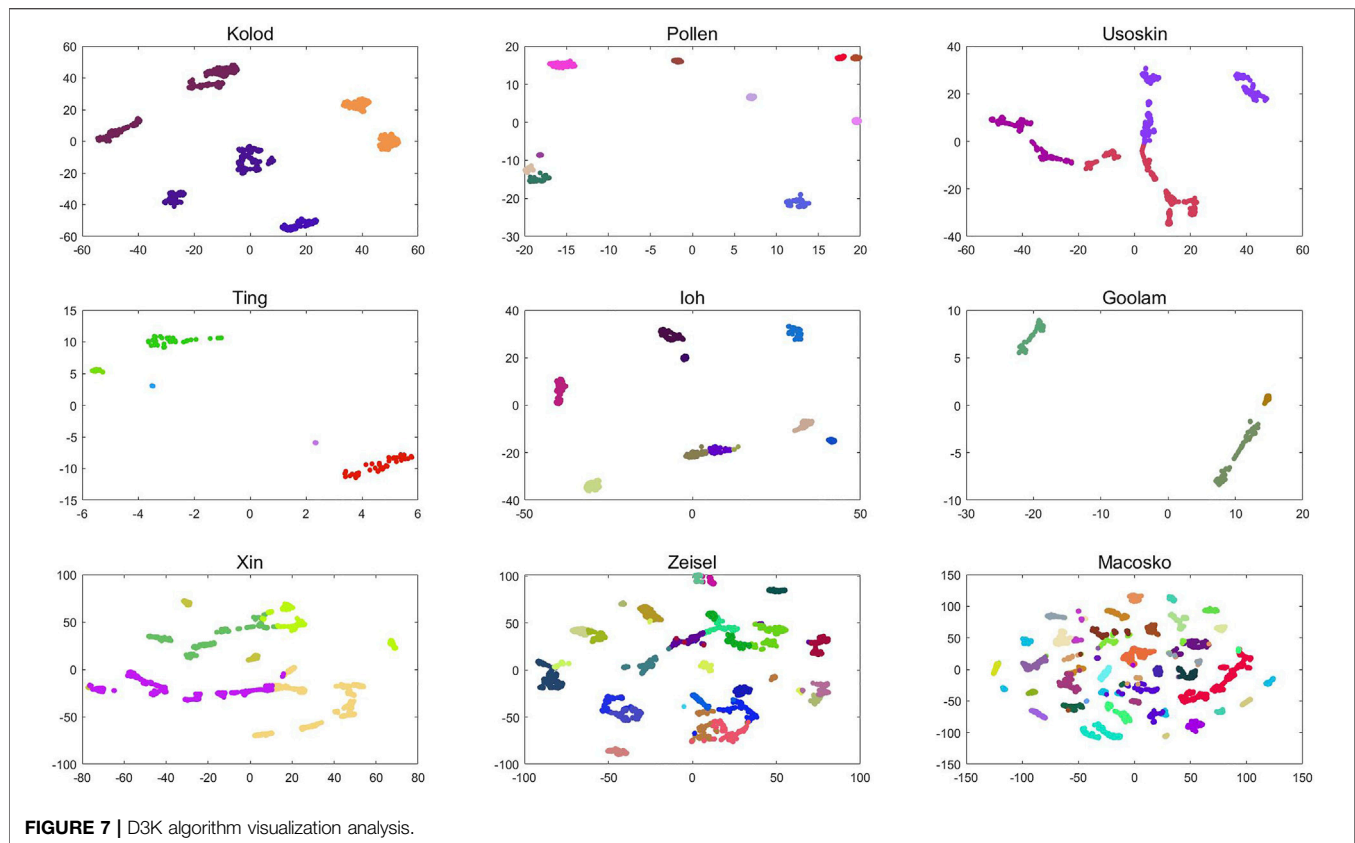 Kolod
60
40
20
0
-20
-40
-60
-60 -40 -20 0 20 40 60
Pollen
20
10
0
-10
-20
-30
-20 -15 -10 -5 0 5 10 15 20
Usoskin
40
20
0
-20
-40
-60 -40 -20 0 20 40 60
Ting
15
10
5
0
-5
-10
-15
-6 -4 -2 0 2 4 6
loh
40
20
0
-20
-40
-50 0 50
Goolam
10
5
0
-5
-10
-30 -20 -10 0 10 20
Xin
100
50
0
-50
-100
-80 -60 -40 -20 0 20 40 60 80
Zeisel
100
50
0
-50
-100
-100 -50 0 50 100
Macosko
150
100
50
0
-50
-100
-150
-150 -100 -50 0 50 100 150
FIGURE 7 | D3K algorithm visualization analysis.